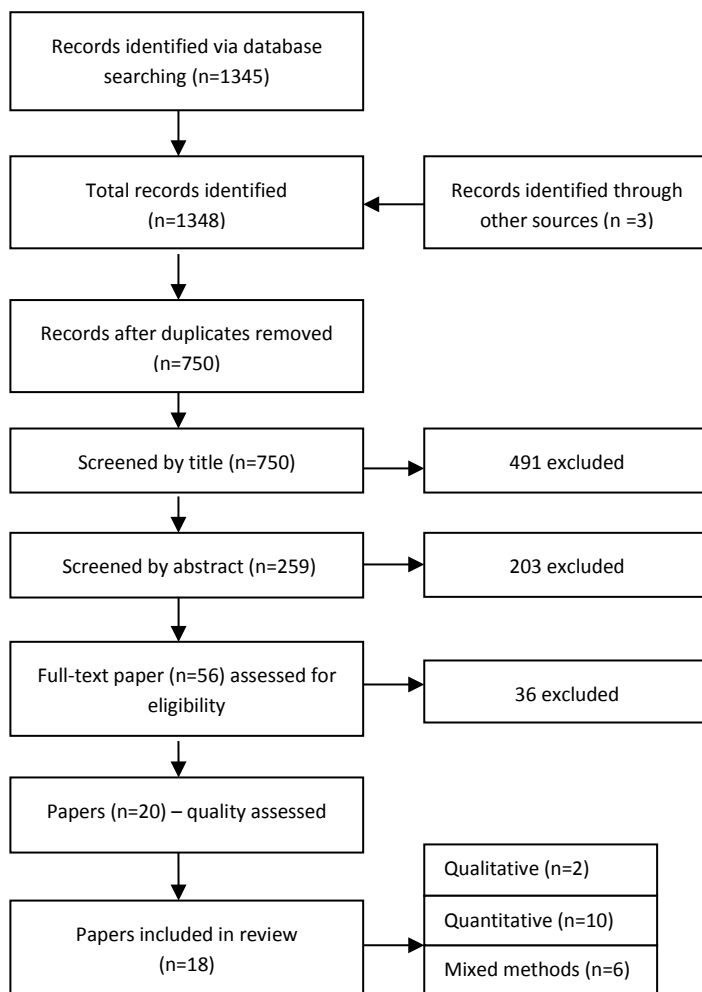 Records identified via database
searching (n=1345)
Total records identified
(n=1348)
Records identified through
other sources (n =3)
Records after duplicates removed
(n=750)
Screened by title (n=750)
491 excluded
Screened by abstract (n=259)
203 excluded
Full-text paper (n=56) assessed for
eligibility
36 excluded
Papers (n=20) – quality assessed
Papers included in review
(n=18)
Qualitative (n=2)
Quantitative (n=10)
Mixed methods (n=6)